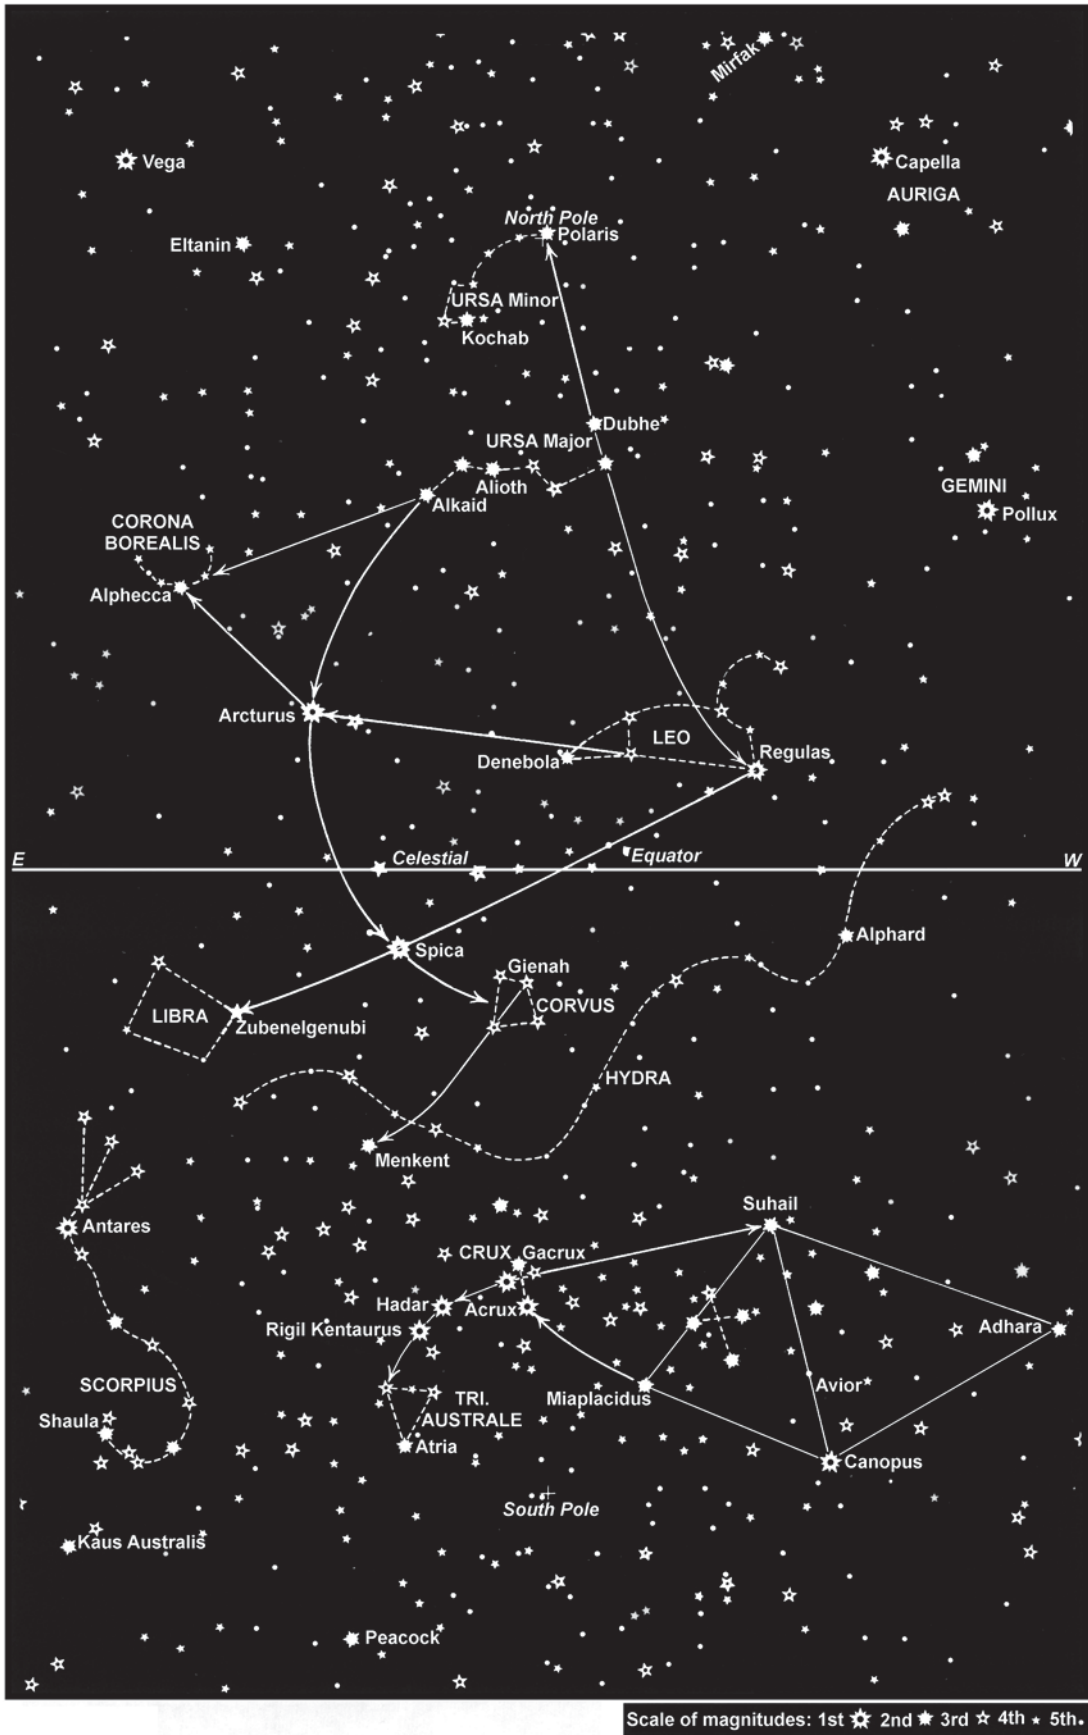 Mirfak
Vega
Capella
AURIGA
North Pole
Polaris
Eltanin
URSA Minor
Kochab
Dubhe
URSA Major
Alioth
Alkaid
GEMINI
Pollux
CORONA
BOREALIS
Alphecca
Arcturus
LEO
Regulas
Denebola
E
Celestial
Equator
W
Spica
Alphard
Gienah
CORVUS
LIBRA
Zubenelgenubi
HYDRA
Menkent
Antares
Suhail
CRUX
Gacrux
Hadar
Acrux
Rigil Kentaurus
Adhara
SCORPIUS
TRI.
AUSTRALE
Miaplacidus
Avior
Shaula
Atria
Canopus
South Pole
Kaus Australis
Peacock
Scale of magnitudes: 1st 2nd 3rd 4th 5th